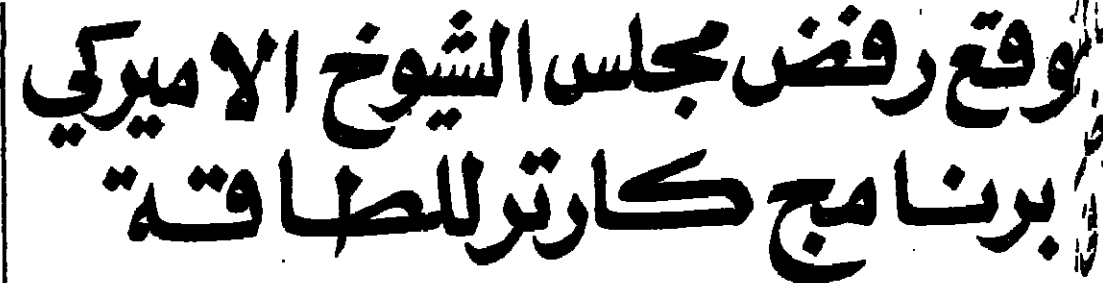 وقع رفض مجلس الشيوخ الاميركي
برنامج كارتر للطاقة